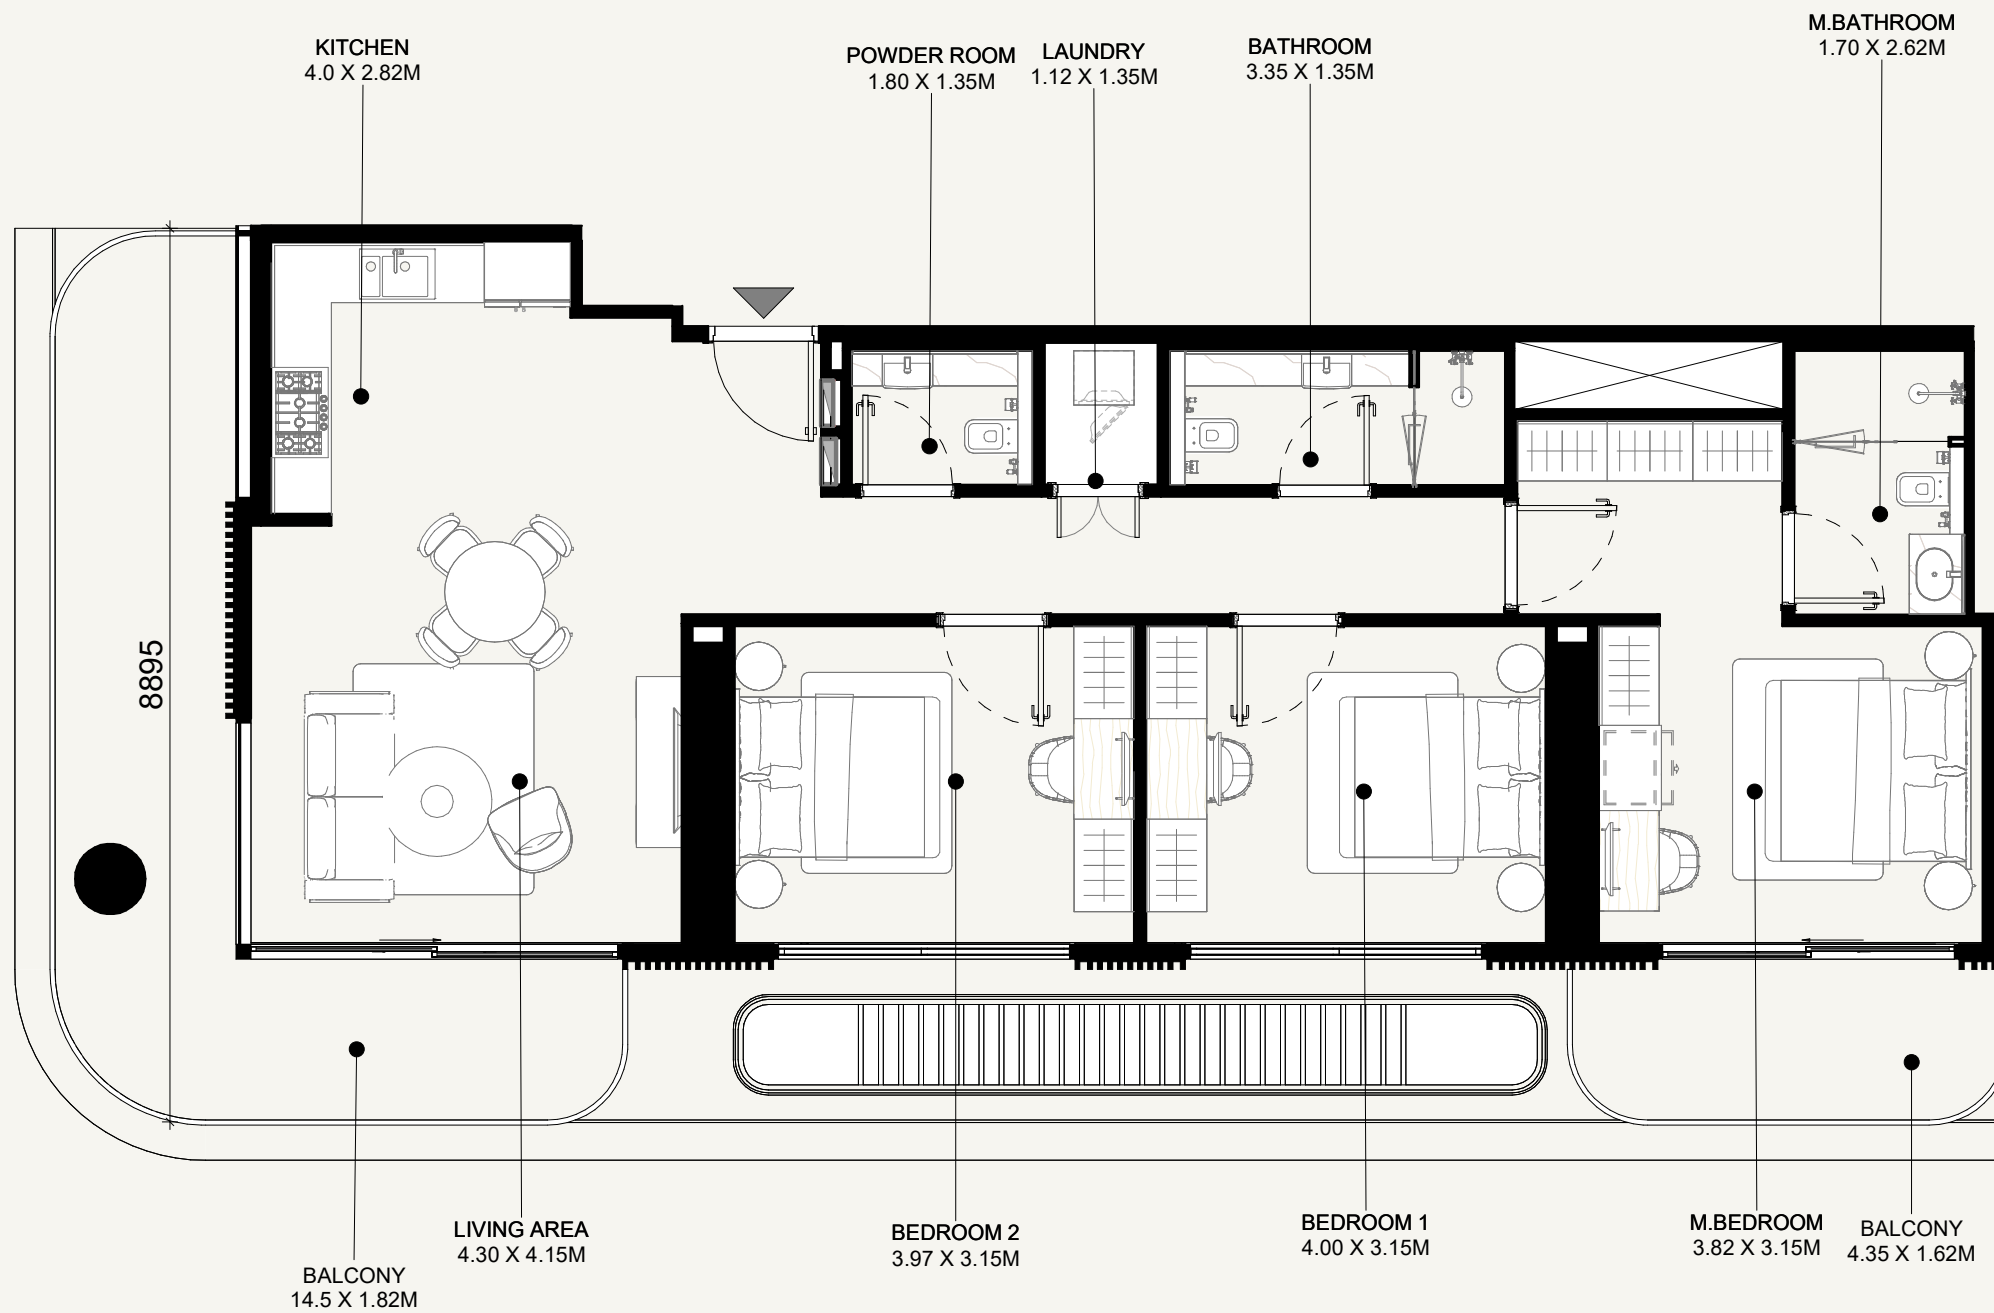 M.BATHROOM
1.70 X 2.62M
KITCHEN
4.0 X 2.82M
POWDER ROOM
1.80 X 1.35M
LAUNDRY
1.12 X 1.35M
BATHROOM
3.35 X 1.35M
8895
LIVING AREA
4.30 X 4.15M
BALCONY
14.5 X 1.82M
BEDROOM 2
3.97 X 3.15M
BEDROOM 1
4.00 X 3.15M
M.BEDROOM
3.82 X 3.15M
BALCONY
4.35 X 1.62M